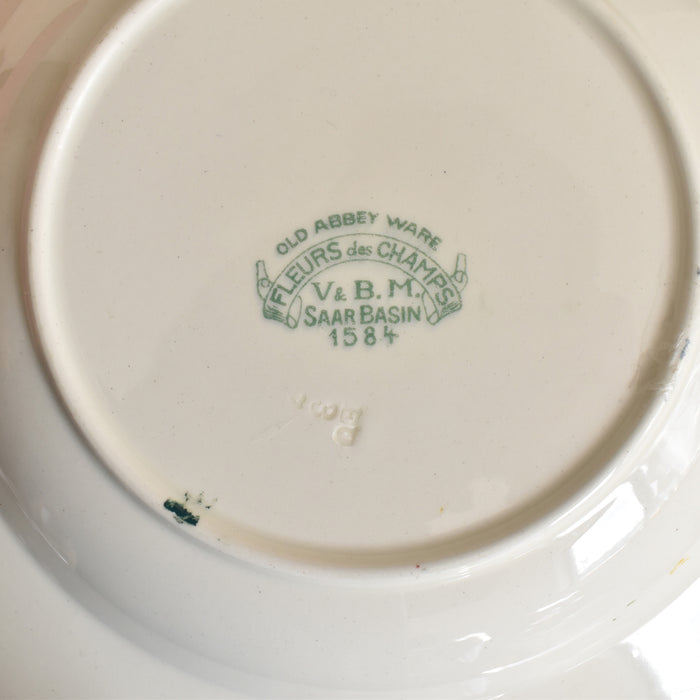 OLD ABBEY WARE
FLEURS des CHAMPS
V & B. M.
SAAR BASIN
1584